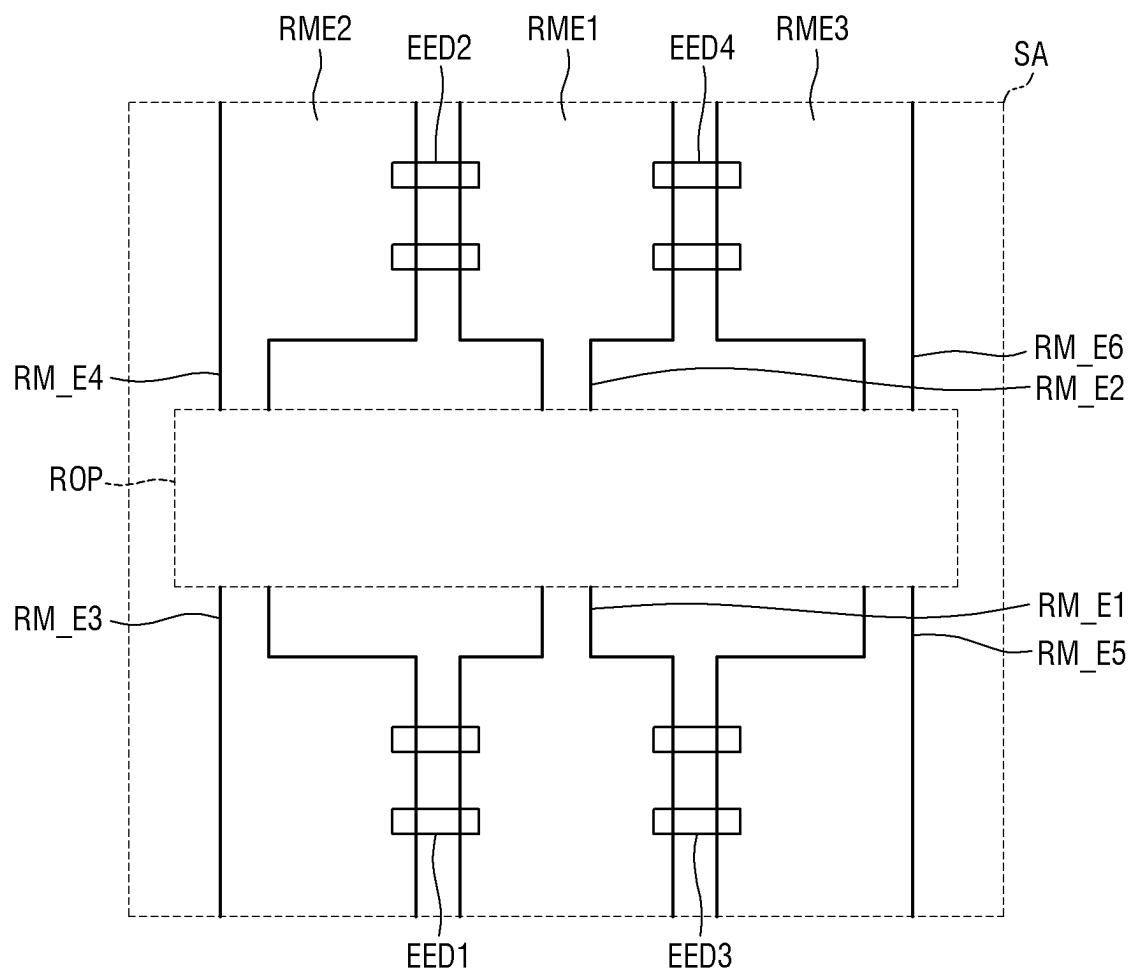 RME2
EED2
RME1
EED4
RME3
SA
RM_E4
RM_E6
RM_E2
ROP
RM_E3
RM_E1
RM_E5
EED1
EED3